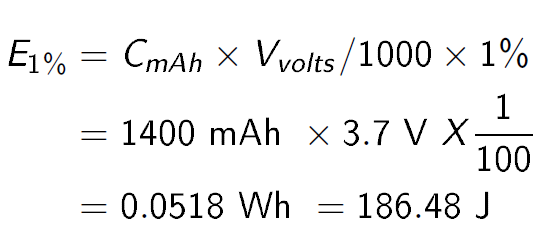 E1% = CmAh × Vvolts/1000 × 1%
= 1400 mAh × 3.7 V X 1/100
= 0.0518 Wh = 186.48 J